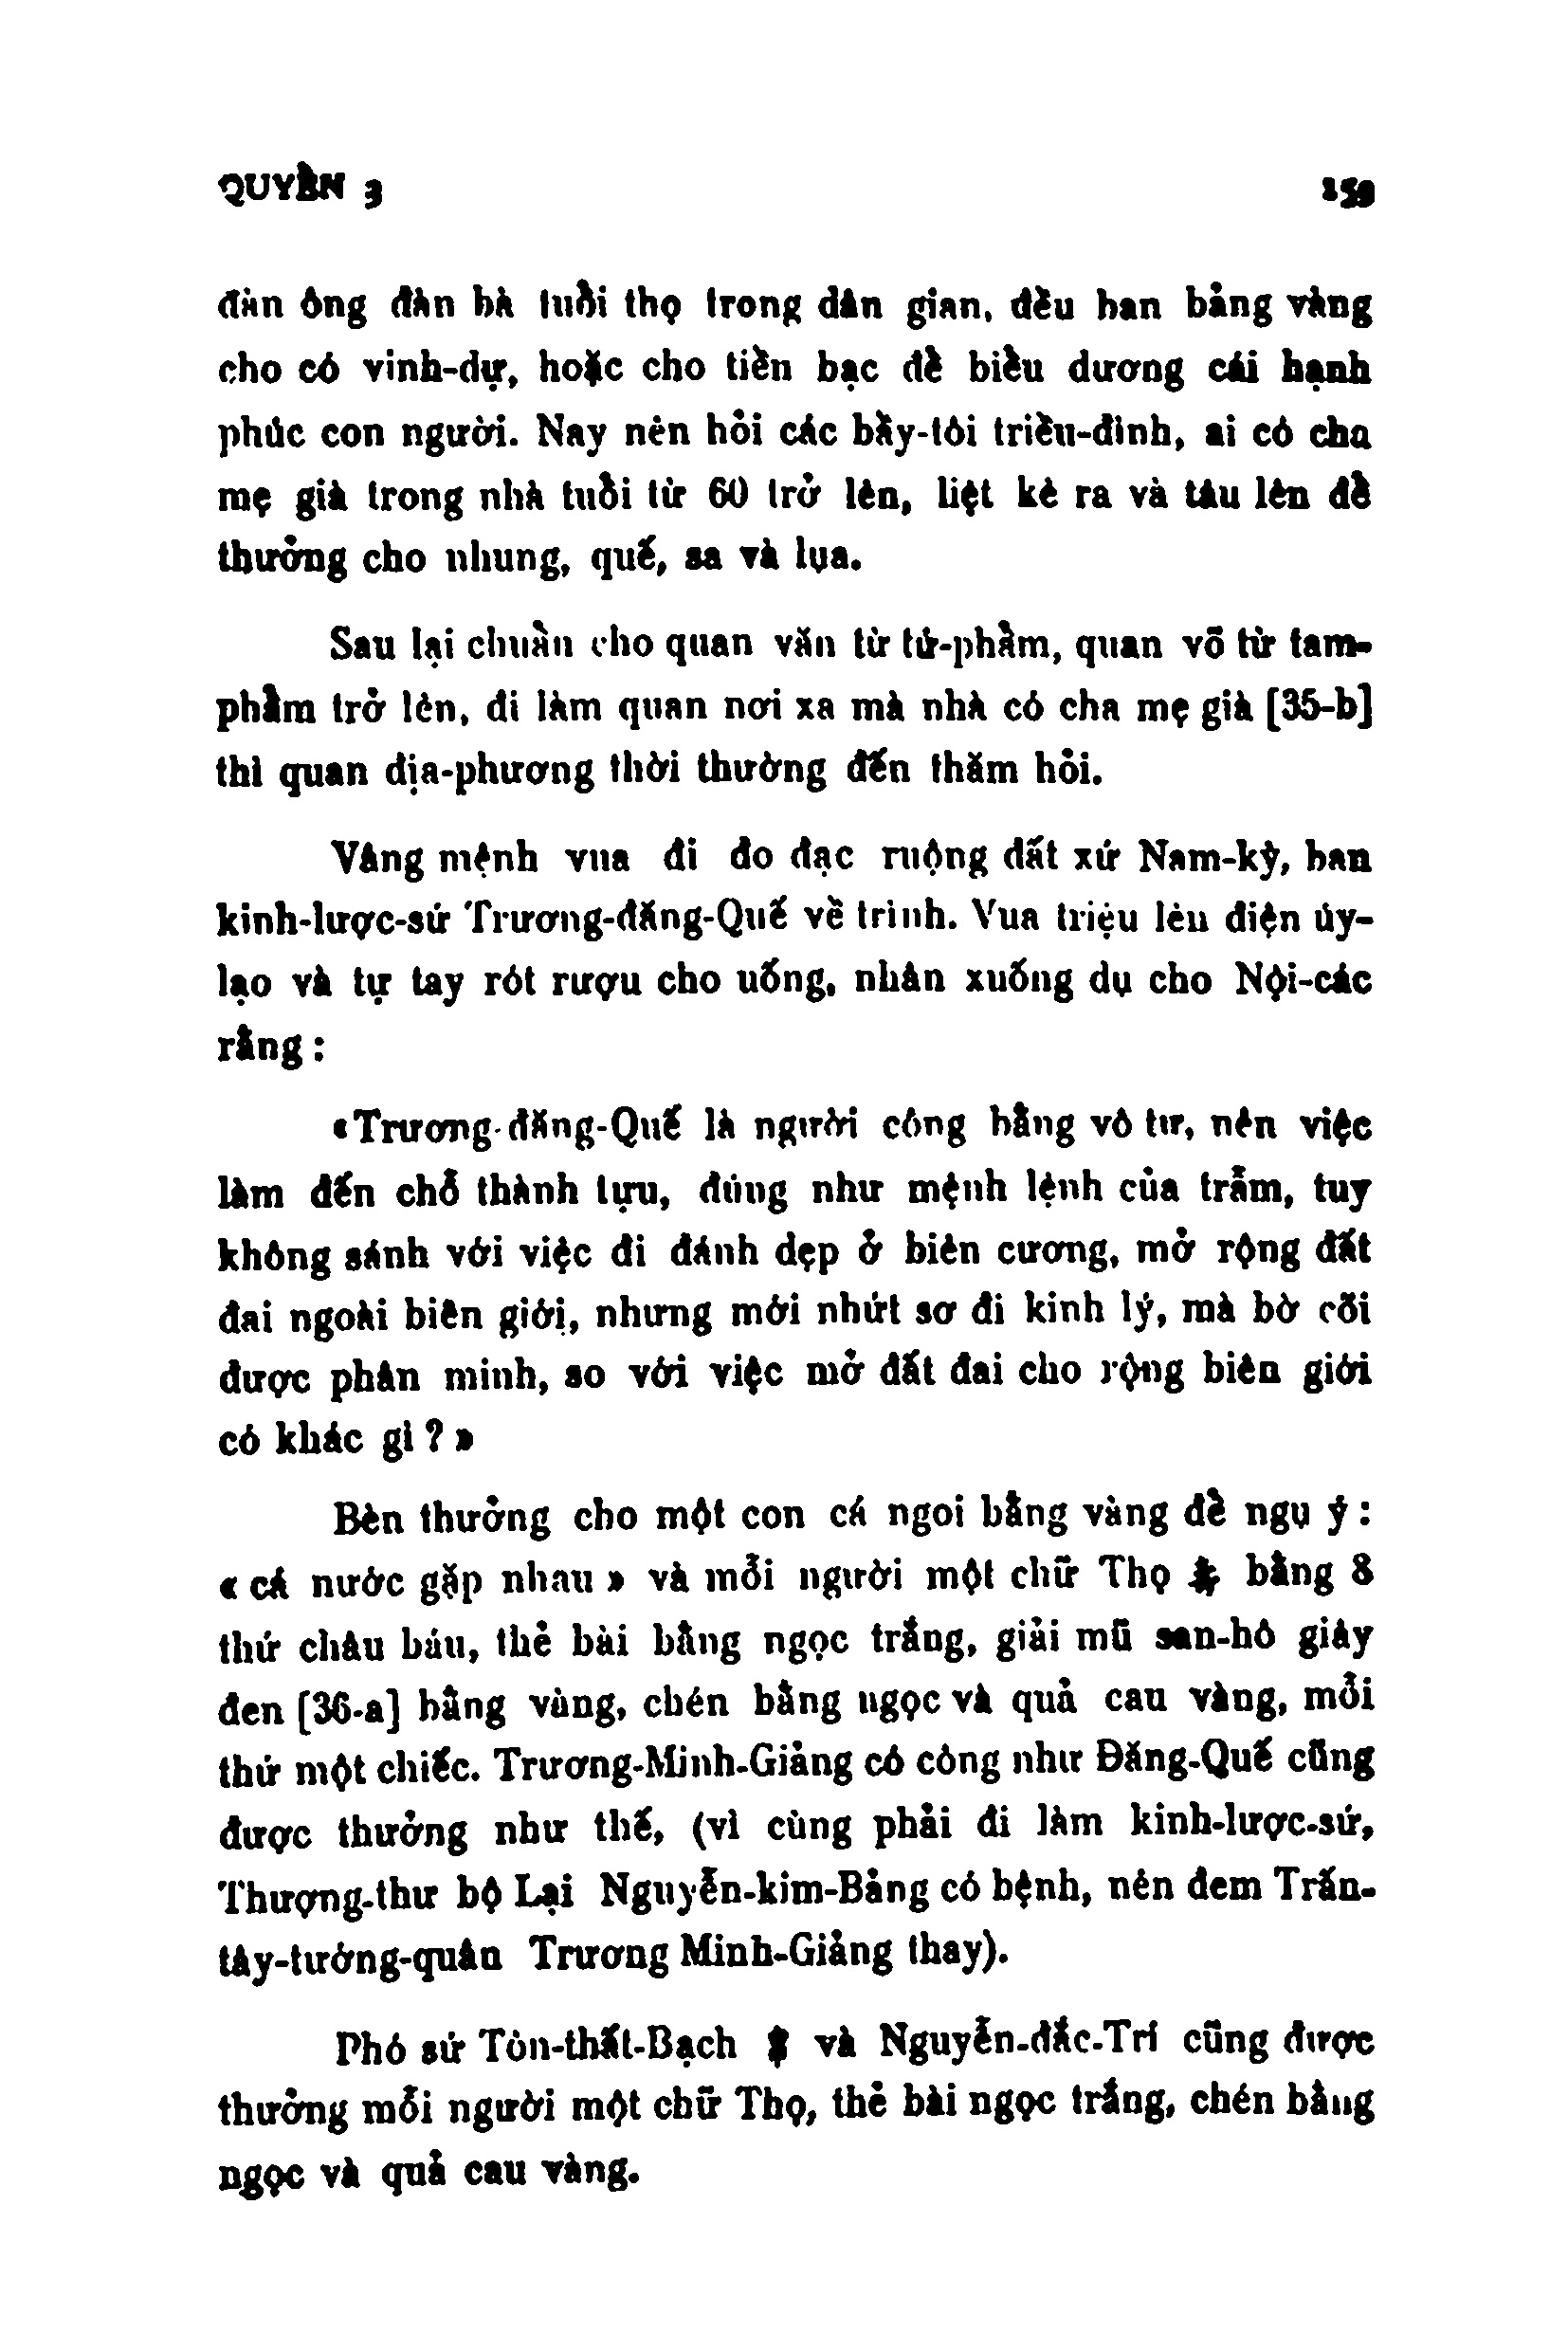 QUYỂN 3 159
đàn ông đàn bà tuổi thọ trong dân gian, đều ban bảng vàng
cho có vinh-dự, hoặc cho tiền bạc để biểu dương cái hạnh
phúc con người. Nay nên hỏi các bầy-tôi triều-đình, ai có cha
mẹ già trong nhà tuổi từ 60 trở lên, liệt kê ra và tâu lên để
thưởng cho nhung, quế, sa và lụa.
Sau lại chuẩn cho quan văn từ tứ-phẩm, quan võ từ tam-
phẩm trở lên, đi làm quan nơi xa mà nhà có cha mẹ già [35-b]
thì quan địa-phương thời thường đến thăm hỏi.
Vâng mệnh vua đi đo đạc ruộng đất xứ Nam-kỳ, ban
kinh-lược-sứ Trương-đăng-Quế về trình. Vua triệu lên điện úy-
lạo và tự tay rót rượu cho uống, nhân xuống dụ cho Nội-các
rằng :
«Trương-đăng-Quế là người công bằng vô tư, nên việc
làm đến chỗ thành tựu, đúng như mệnh lệnh của trẫm, tuy
không sánh với việc đi đánh dẹp ở biên cương, mở rộng đất
đai ngoài biên giới, nhưng mới nhứt sơ đi kinh lý, mà bờ cõi
được phân minh, so với việc mở đất đai cho rộng biên giới
có khác gì ? »
Bèn thưởng cho một con cá ngoi bằng vàng để ngụ ý :
« cá nước gặp nhau » và mỗi người một chữ Thọ bằng 8
thứ châu báu, thẻ bài bằng ngọc trắng, giải mũ san-hô giây
đen [36-a] bằng vàng, chén bằng ngọc và quả cau vàng, mỗi
thứ một chiếc. Trương-Minh-Giảng có công như Đăng-Quế cũng
được thưởng như thế, (vì cùng phải đi làm kinh-lược-sứ,
Thượng-thư bộ Lại Nguyễn-kim-Bảng có bệnh, nên đem Trấn-
tây-tướng-quân Trương Minh-Giảng thay).
Phó sứ Tôn-thất-Bạch và Nguyễn-đắc-Trí cũng được
thưởng mỗi người một chữ Thọ, thẻ bài ngọc trắng, chén bằng
ngọc và quả cau vàng.